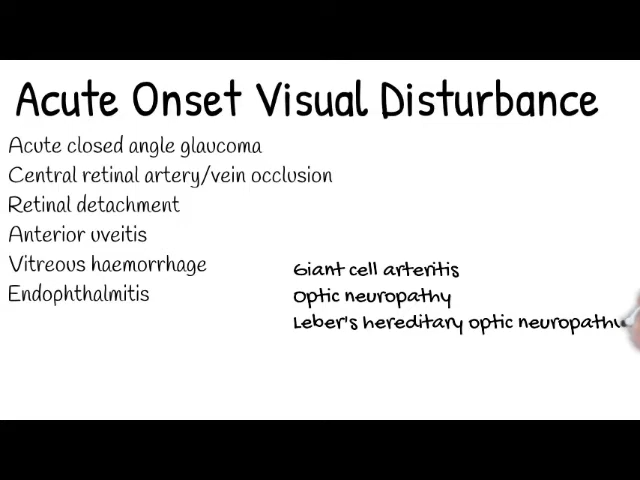 Acute Onset Visual Disturbance
Acute closed angle glaucoma
Central retinal artery/vein occlusion
Retinal detachment
Anterior uveitis
Vitreous haemorrhage
Endophthalmitis
Giant cell arteritis
Optic neuropathy
Leber's hereditary optic